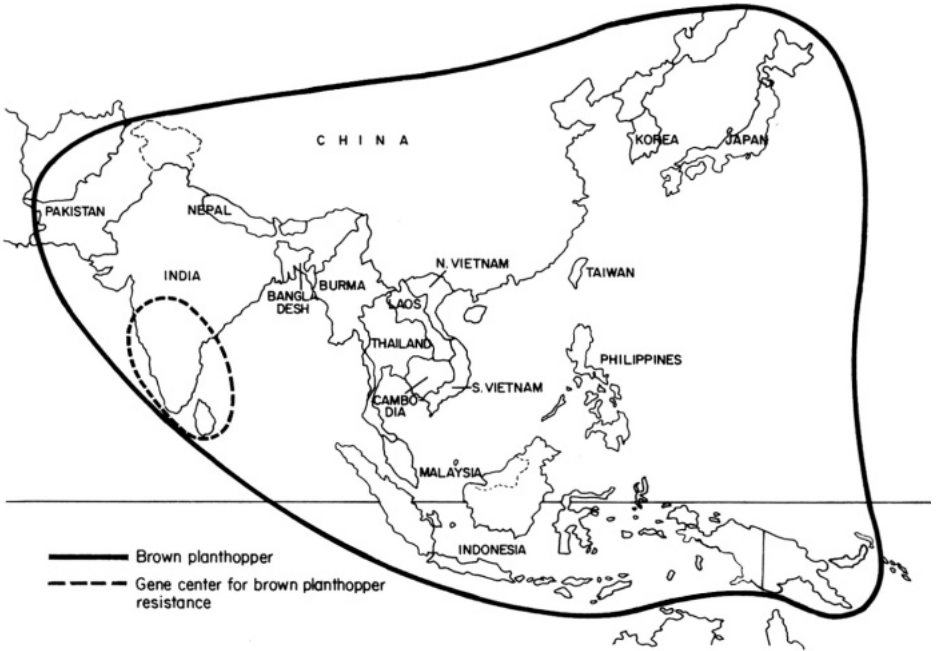 CHINA
KOREA
JAPAN
PAKISTAN
NEPAL
INDIA
BANGLA
DESH
BURMA
N. VIETNAM
LAOS
TAIWAN
THAILAND
PHILIPPINES
S. VIETNAM
CAMBO
DIA
MALAYSIA
INDONESIA
Brown planthopper
Gene center for brown planthopper
resistance